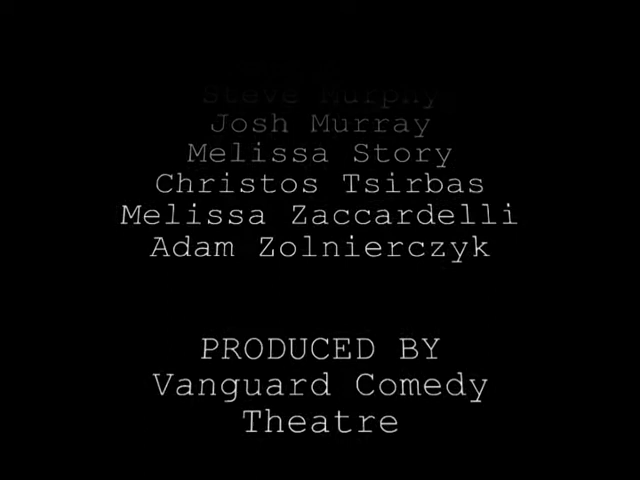 Steve Murphy
Josh Murray
Melissa Story
Christos Tsirbas
Melissa Zaccardelli
Adam Zolnierczyk
PRODUCED BY
Vanguard Comedy
Theatre